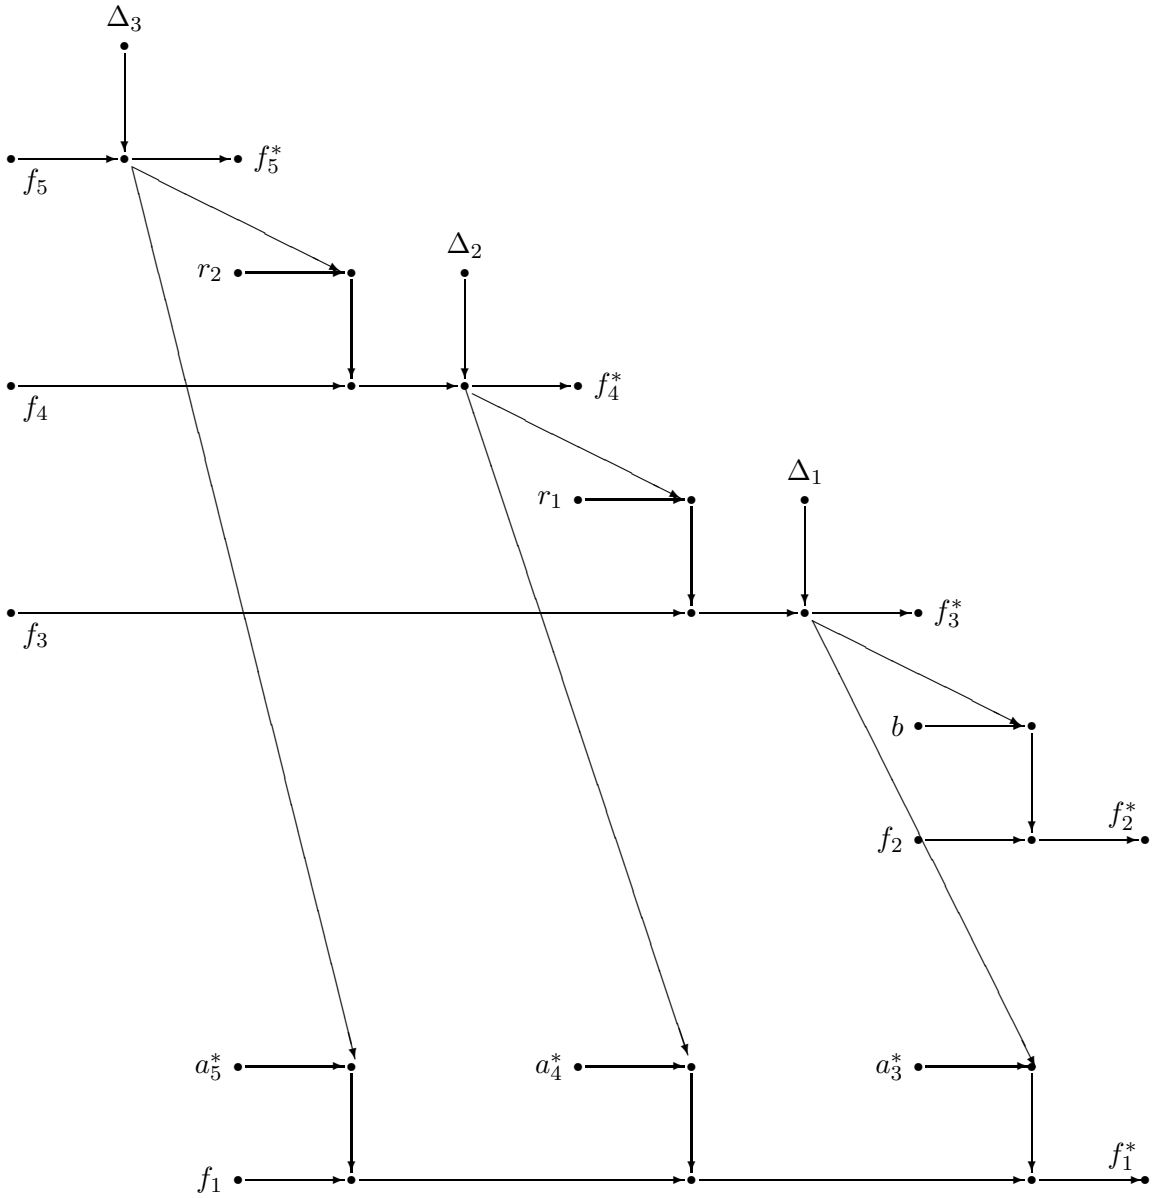 Δ₃
f₅ f₅*
r₂ Δ₂
f₄ f₄*
r₁ Δ₁
f₃ f₃*
b
f₂ f₂*
a₅* a₄* a₃*
f₁ f₁*